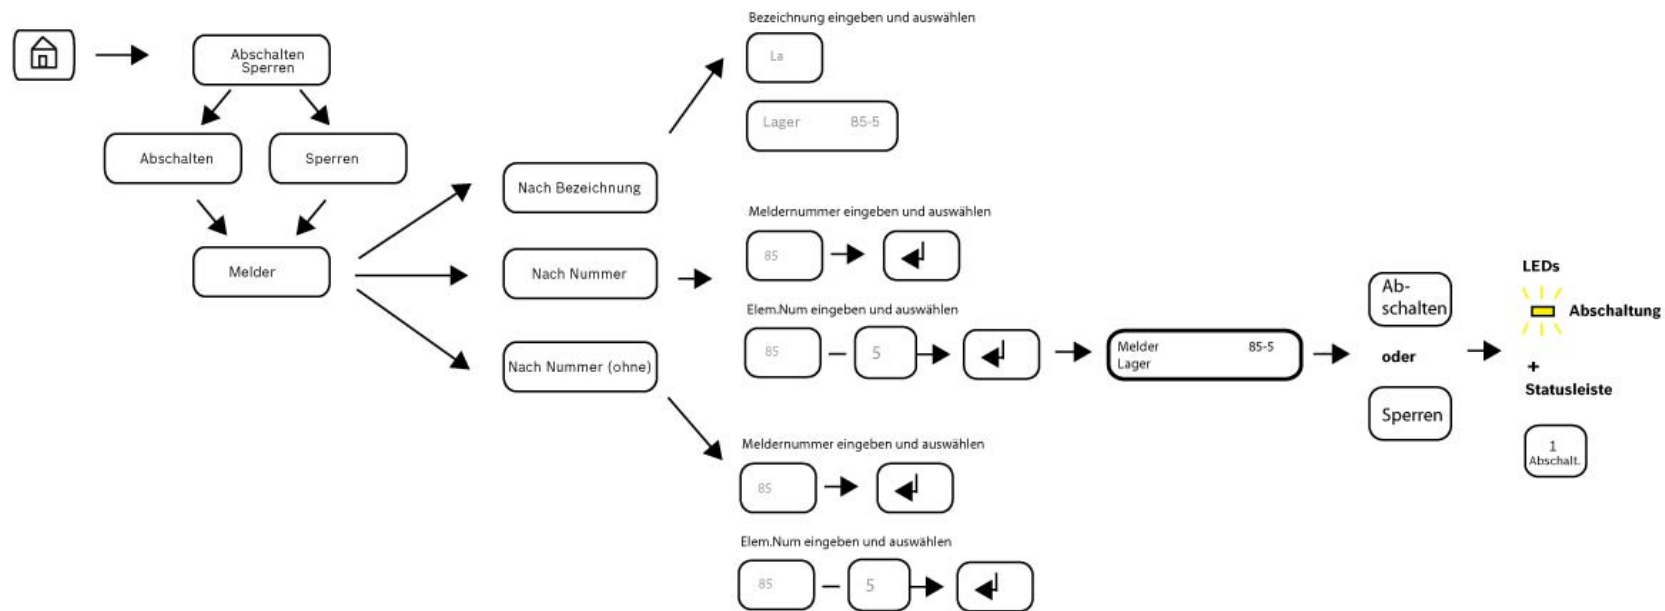 Abschalten
Sperren
Abschalten
Sperren
Melder
Nach Bezeichnung
Nach Nummer
Nach Nummer (ohne)
Bezeichnung eingeben und auswählen
La
Lager 85-5
Meldernummer eingeben und auswählen
85
Elem.Num eingeben und auswählen
85 – 5
Meldernummer eingeben und auswählen
85
Elem.Num eingeben und auswählen
85 – 5
Melder 85-5
Lager
Ab-
schalten
oder
Sperren
LEDs
Abschaltung
+
Statusleiste
1
Abschalt.